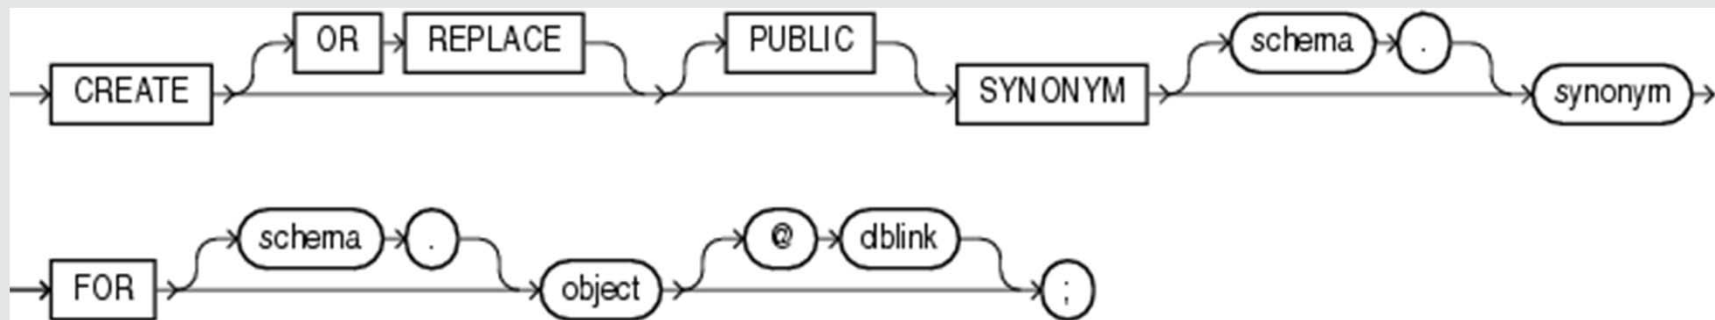 OR REPLACE PUBLIC schema .
CREATE SYNONYM synonym
schema . @ dblink
FOR object ;